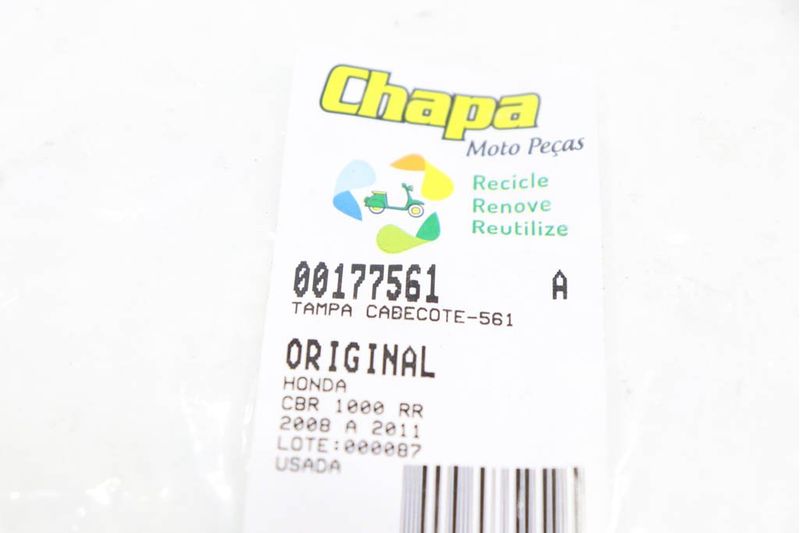 Chapa
Moto Peças
Recicle
Renove
Reutilize
00177561 A
TAMPA CABECOTE-561
ORIGINAL
HONDA
CBR 1000 RR
2008 A 2011
LOTE:000087
USADA